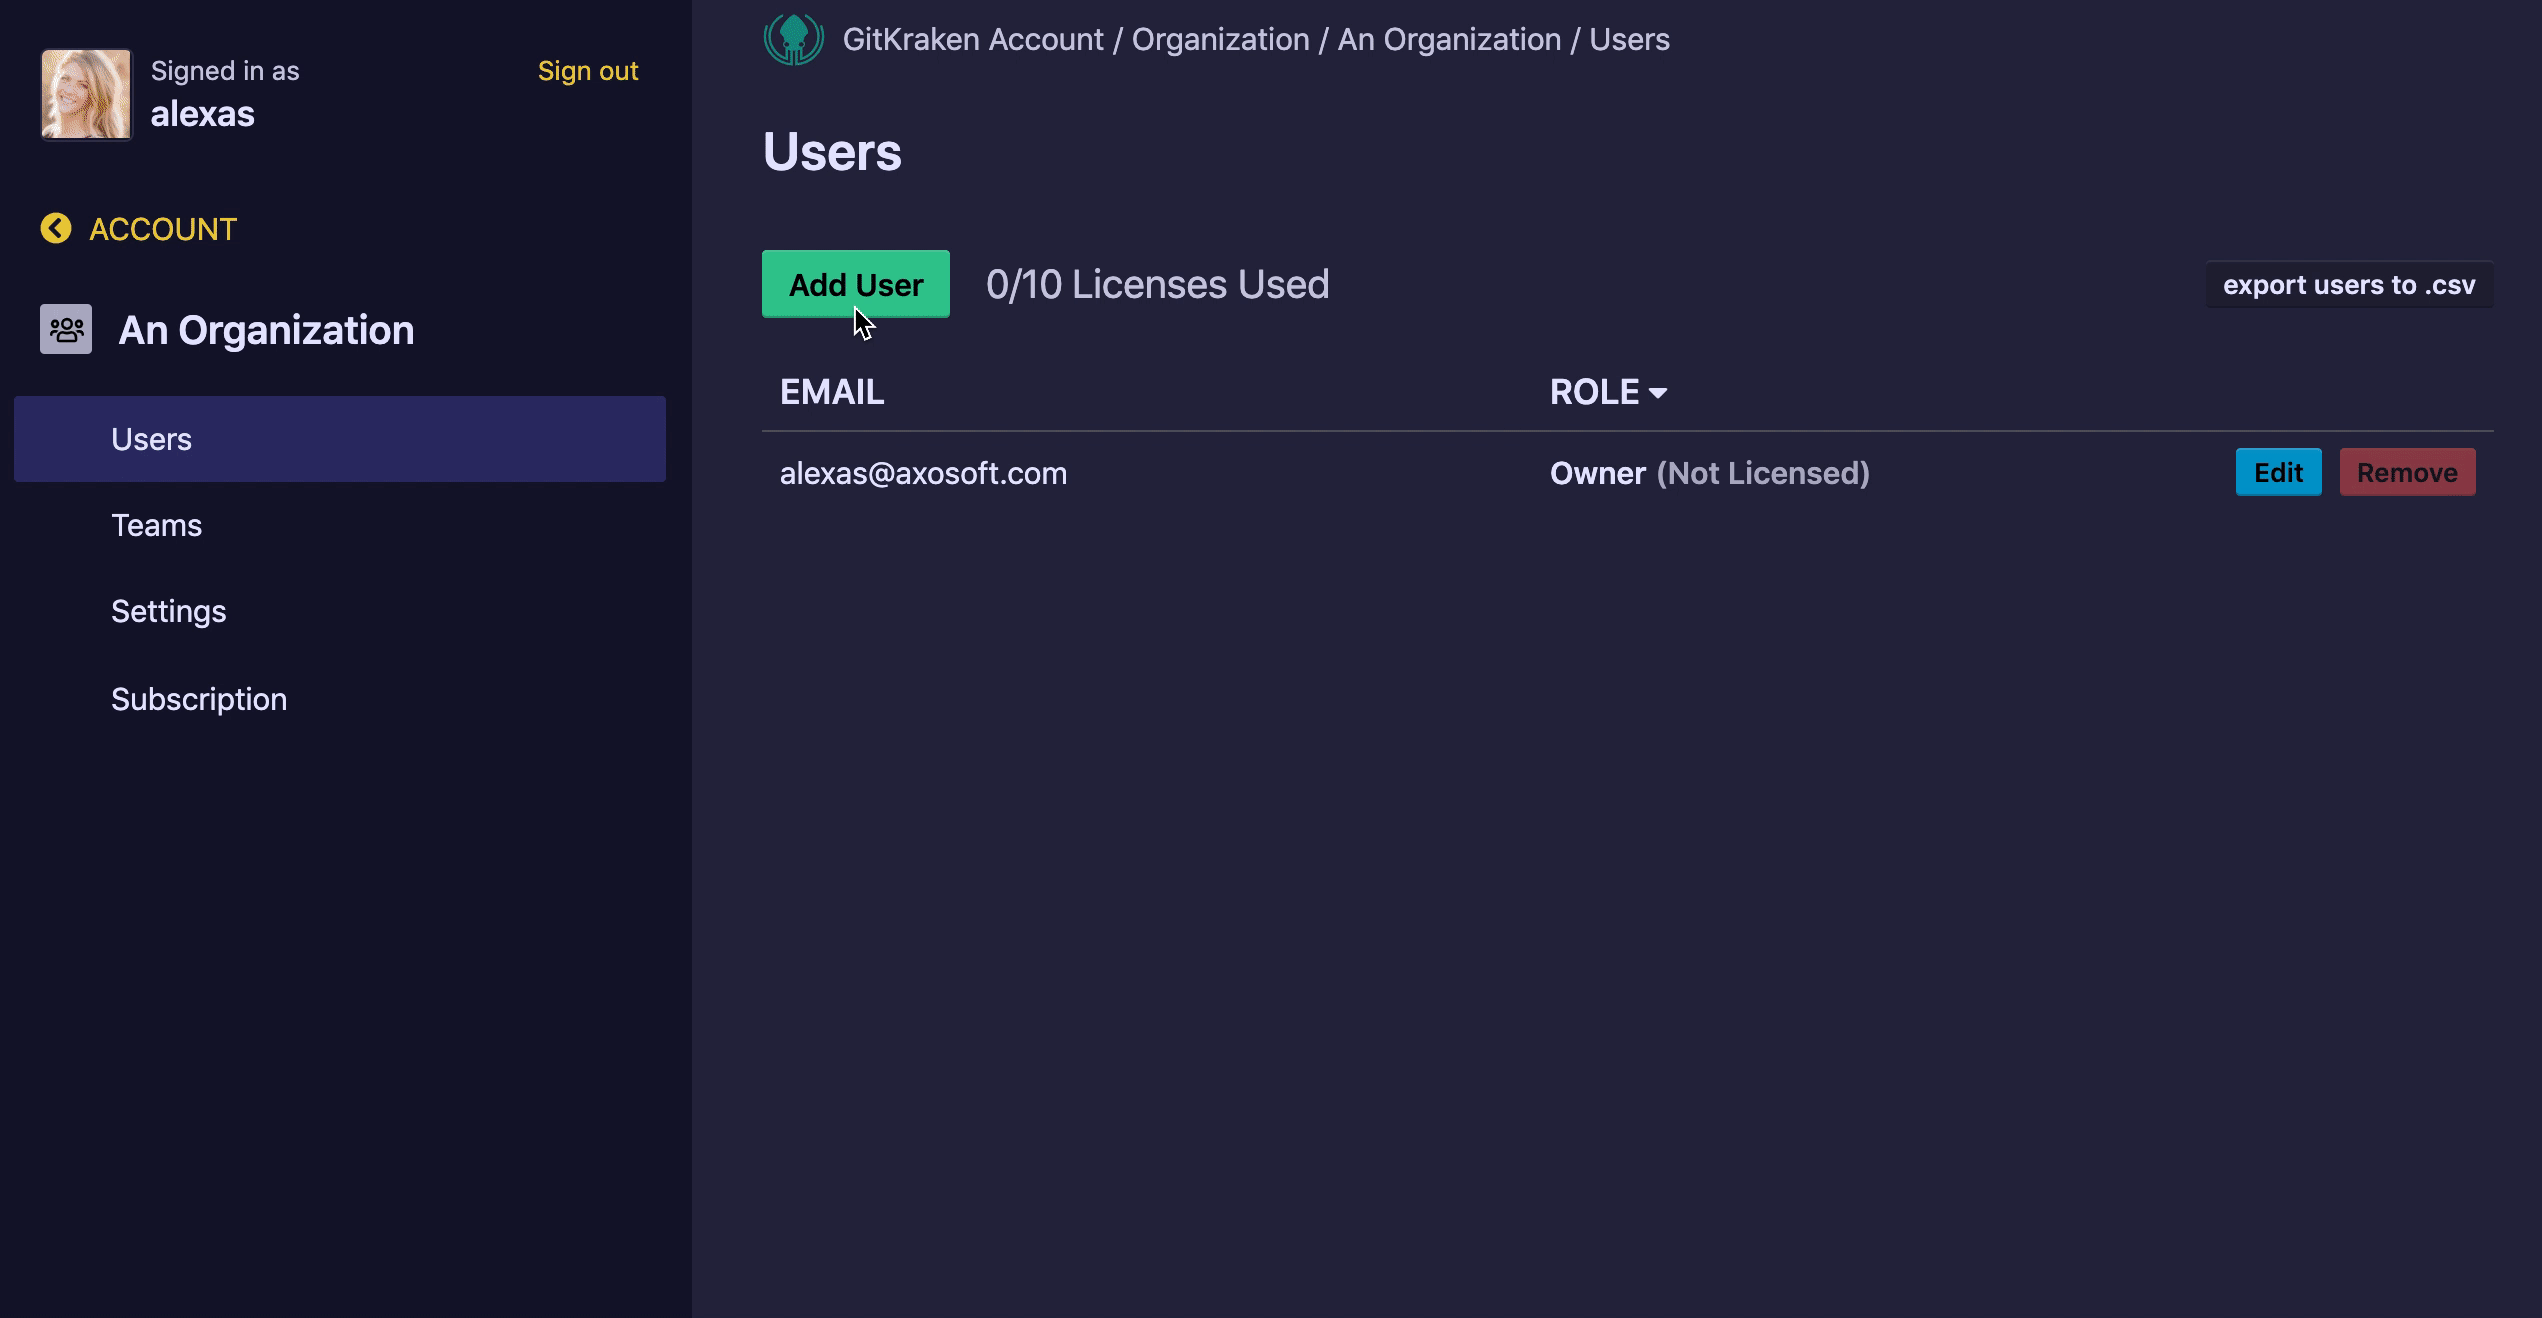 Signed in as
Sign out
alexas
ACCOUNT
An Organization
Users
Teams
Settings
Subscription
GitKraken Account / Organization / An Organization / Users
Users
Add User
0/10 Licenses Used
export users to .csv
EMAIL
ROLE
alexas@axosoft.com
Owner (Not Licensed)
Edit
Remove